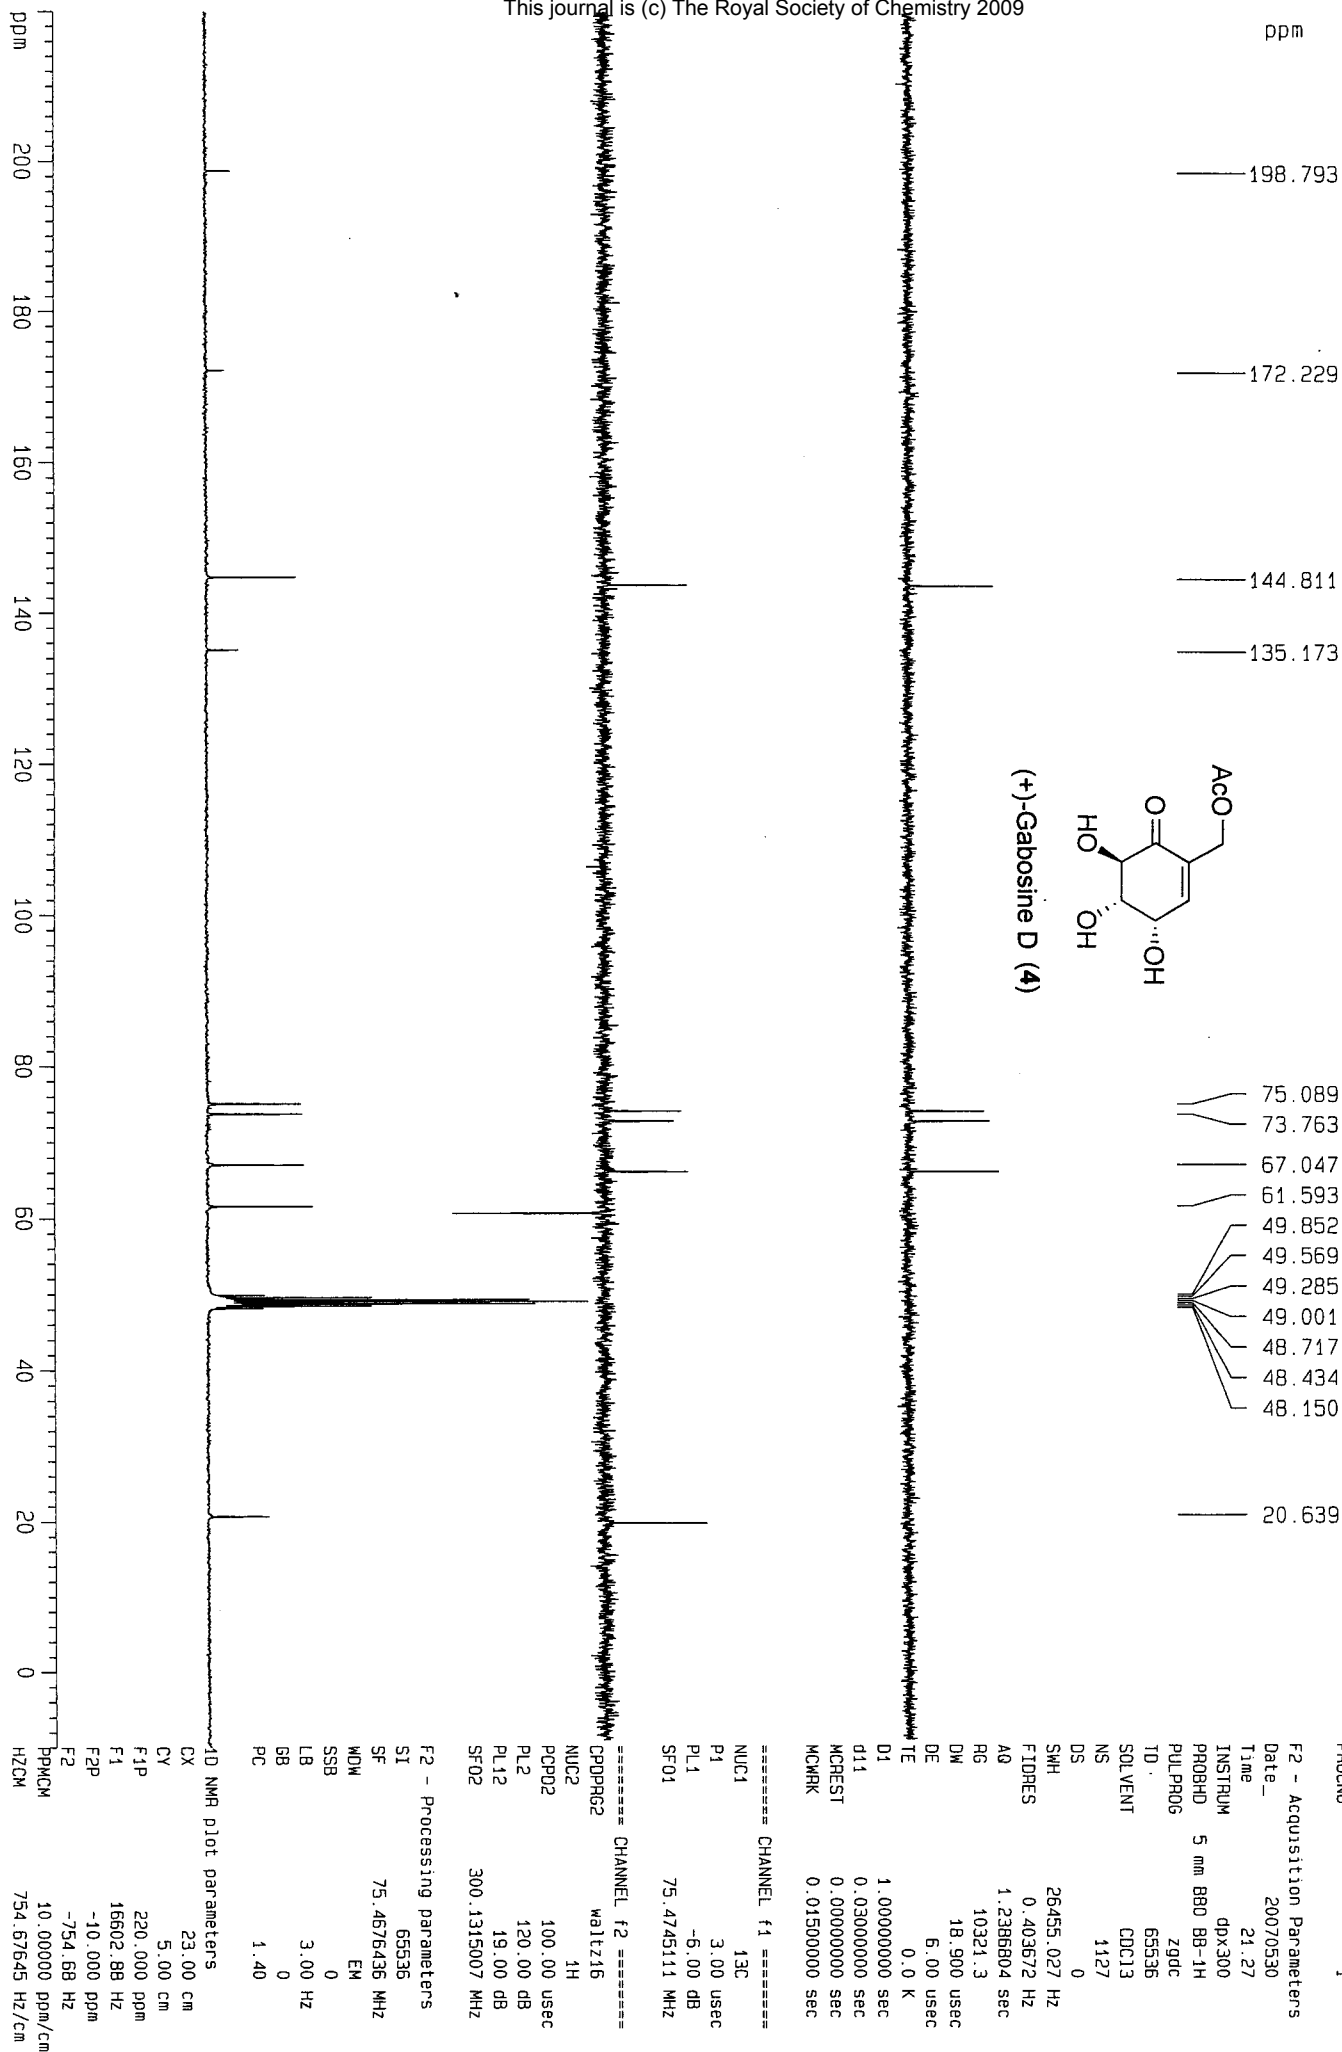 This journal is (c) The Royal Society of Chemistry 2009
ppm
198.793
172.229
144.811
135.173
75.089
73.763
67.047
61.593
49.852
49.569
49.285
49.001
48.717
48.434
48.150
20.639
AcO
O
HO
OH
OH
(+)-Gabosine D (4)
F2 - Acquisition Parameters
Date_ 20070530
Time 21.27
INSTRUM dpx300
PROBHD 5 mm BBO BB-1H
PULPROG zgdc
TD 65536
SOLVENT CDCl3
NS 1127
DS 0
SWH 26455.027 Hz
FIDRES 0.403672 Hz
AQ 1.2386804 sec
RG 10321.3
DW 18.900 usec
DE 6.00 usec
TE 0.0 K
D1 1.00000000 sec
d11 0.03000000 sec
MCREST 0.00000000 sec
MCWRK 0.01500000 sec
======== CHANNEL f1 ========
NUC1 13C
P1 3.00 usec
PL1 -6.00 dB
SFO1 75.4745111 MHz
======== CHANNEL f2 ========
CPDPRG2 waltz16
NUC2 1H
PCPD2 100.00 usec
PL2 120.00 dB
PL12 19.00 dB
SFO2 300.1315007 MHz
F2 - Processing parameters
SI 65536
SF 75.4676436 MHz
WDW EM
SSB 0
LB 3.00 Hz
GB 0
PC 1.40
1D NMR plot parameters
CX 23.00 cm
CY 5.00 cm
F1P 220.000 ppm
F1 16602.88 Hz
F2P -10.000 ppm
F2 -754.68 Hz
PPMCM 10.00000 ppm/cm
HZCM 754.67645 Hz/cm
ppm 200 180 160 140 120 100 80 60 40 20 0